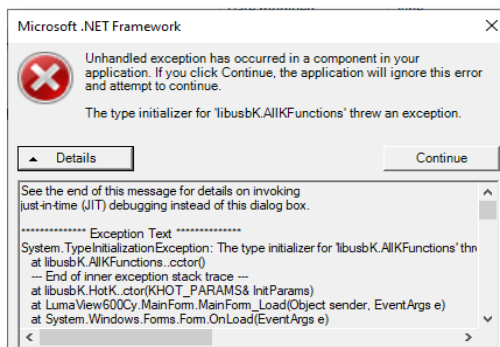 Microsoft .NET Framework
Unhandled exception has occurred in a component in your
application. If you click Continue, the application will ignore this error
and attempt to continue.
The type initializer for 'libusbK.AllKFunctions' threw an exception.
Details
Continue
See the end of this message for details on invoking
just-in-time (JIT) debugging instead of this dialog box.
************** Exception Text **************
System.TypeInitializationException: The type initializer for 'libusbK.AllKFunctions' thre
at libusbK.AllKFunctions..cctor()
--- End of inner exception stack trace ---
at libusbK.HotK..ctor(KHOT_PARAMS& InitParams)
at LumaView600Cy.MainForm.MainForm_Load(Object sender, EventArgs e)
at System.Windows.Forms.Form.OnLoad(EventArgs e)